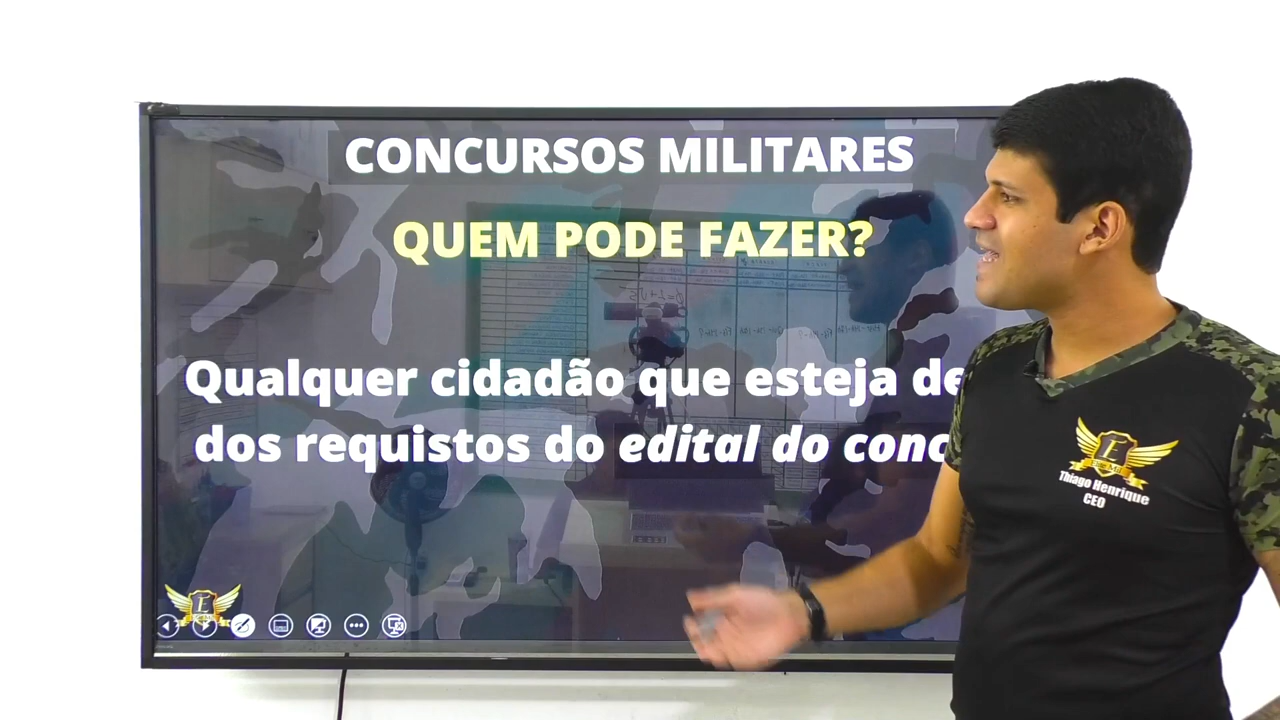 CONCURSOS MILITARES
QUEM PODE FAZER?
Qualquer cidadão que esteja de
dos requistos do edital do conc
Thiago Henrique
CEO